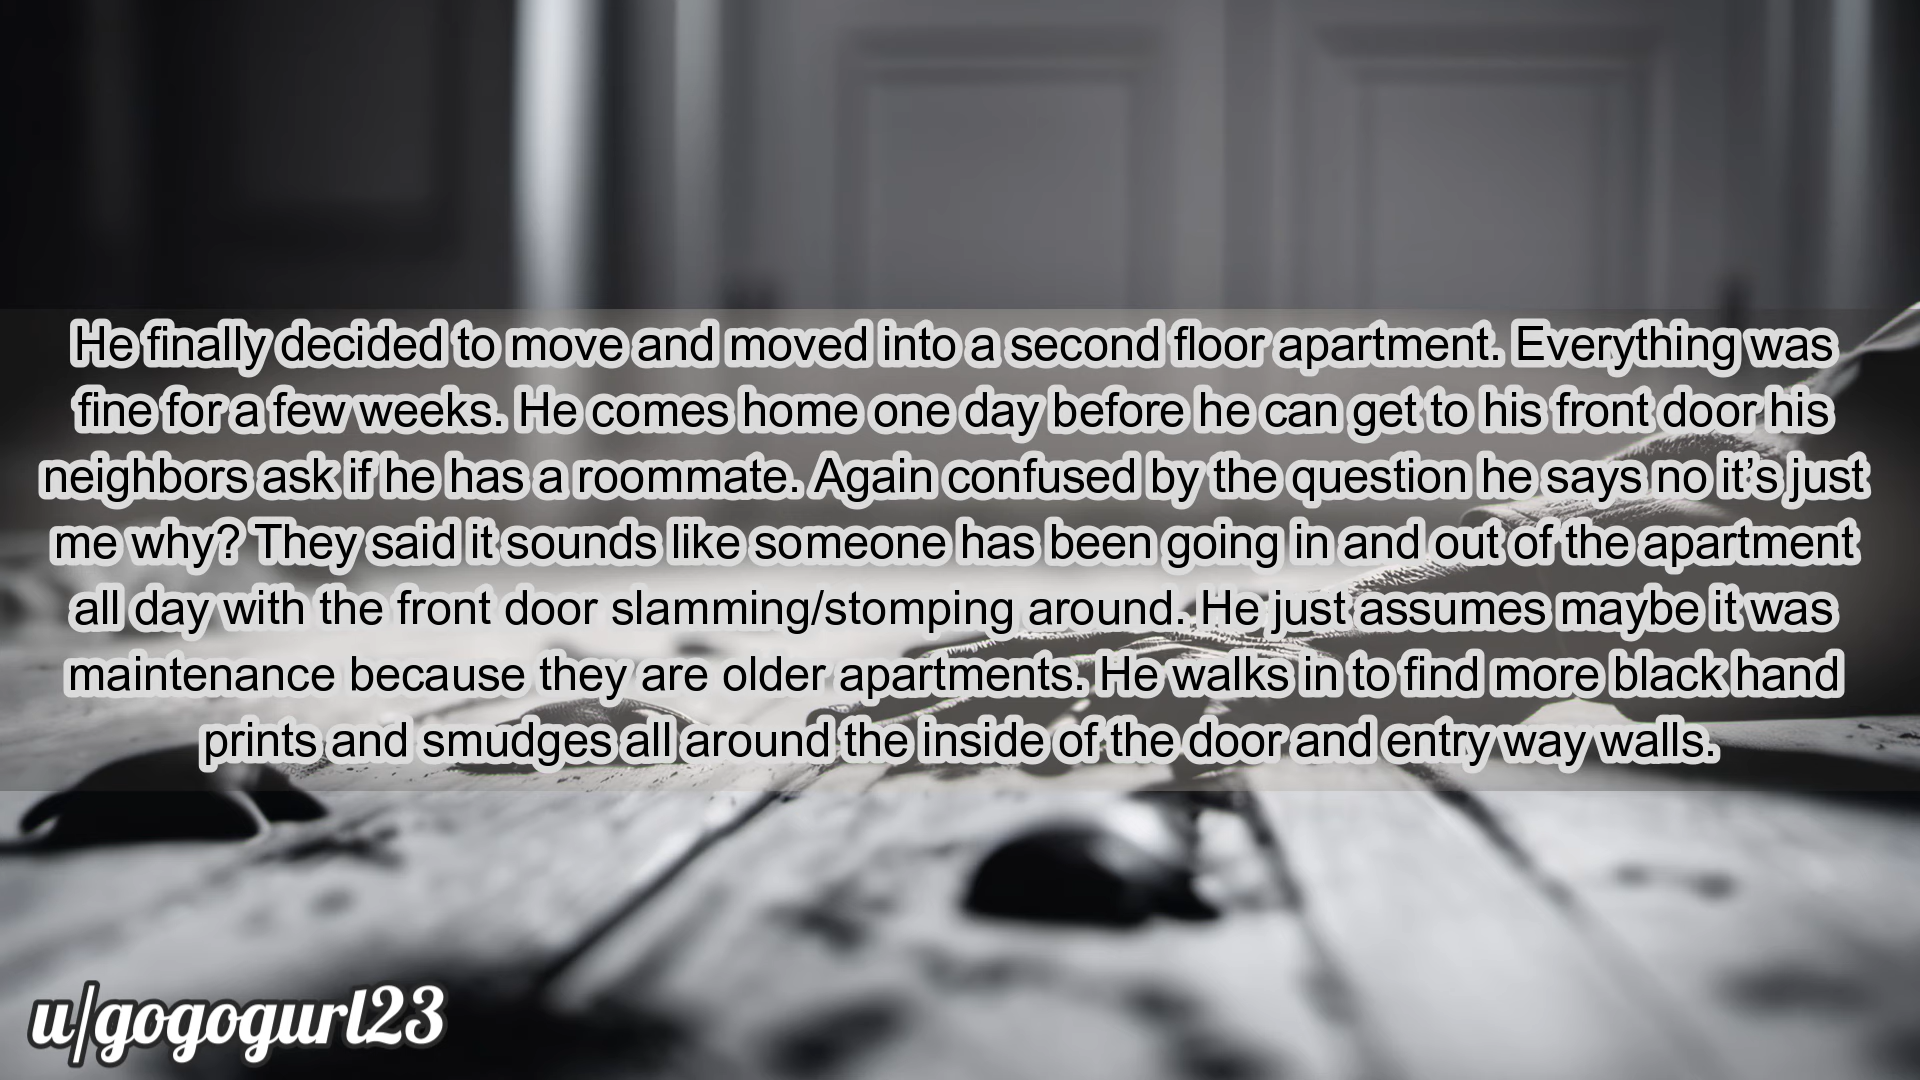 He finally decided to move and moved into a second floor apartment. Everything was
fine for a few weeks. He comes home one day before he can get to his front door his
neighbors ask if he has a roommate. Again confused by the question he says no it’s just
me why? They said it sounds like someone has been going in and out of the apartment
all day with the front door slamming/stomping around. He just assumes maybe it was
maintenance because they are older apartments. He walks in to find more black hand
prints and smudges all around the inside of the door and entry way walls.
u/gogogurl23